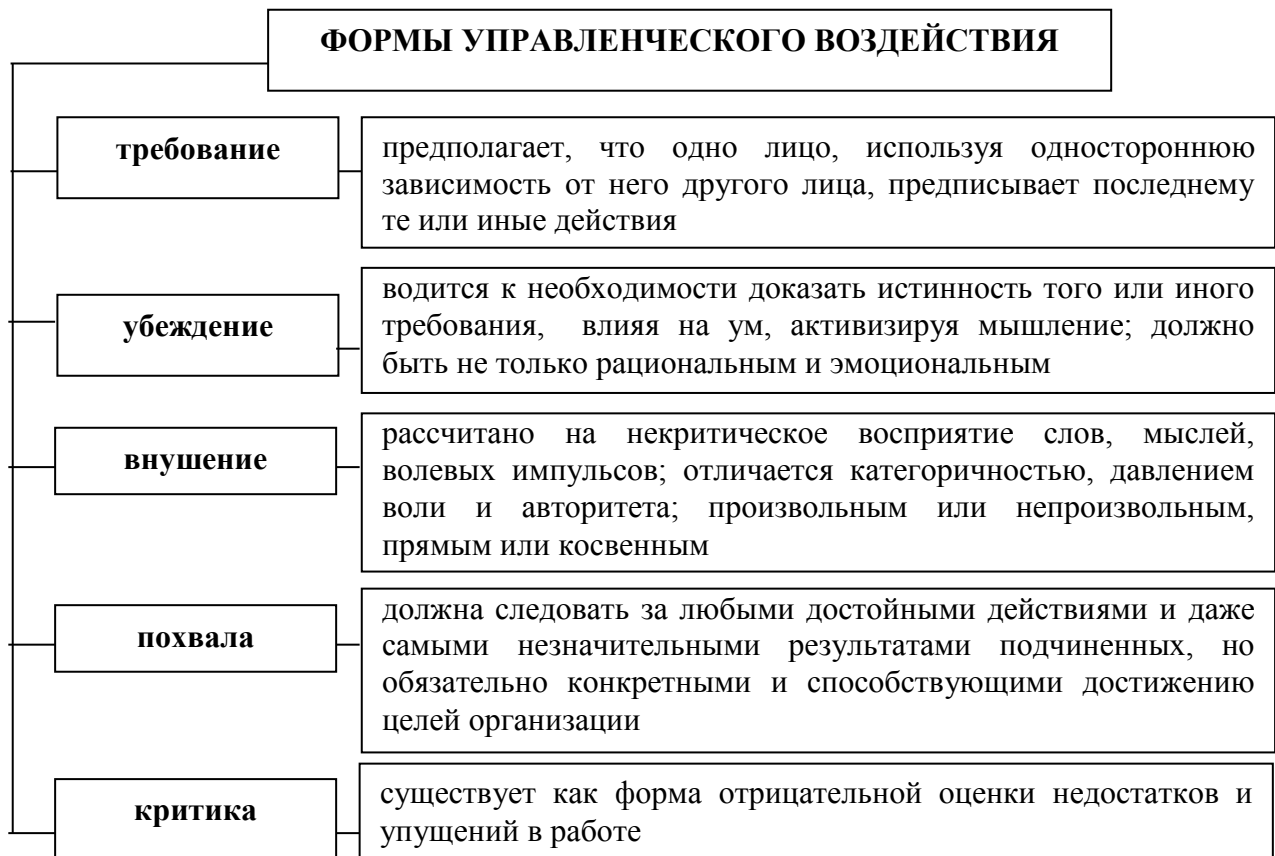 ФОРМЫ УПРАВЛЕНЧЕСКОГО ВОЗДЕЙСТВИЯ
требование
предполагает, что одно лицо, используя одностороннюю
зависимость от него другого лица, предписывает последнему
те или иные действия
убеждение
водится к необходимости доказать истинность того или иного
требования, влияя на ум, активизируя мышление; должно
быть не только рациональным и эмоциональным
внушение
рассчитано на некритическое восприятие слов, мыслей,
волевых импульсов; отличается категоричностью, давлением
воли и авторитета; произвольным или непроизвольным,
прямым или косвенным
похвала
должна следовать за любыми достойными действиями и даже
самыми незначительными результатами подчиненных, но
обязательно конкретными и способствующими достижению
целей организации
критика
существует как форма отрицательной оценки недостатков и
упущений в работе